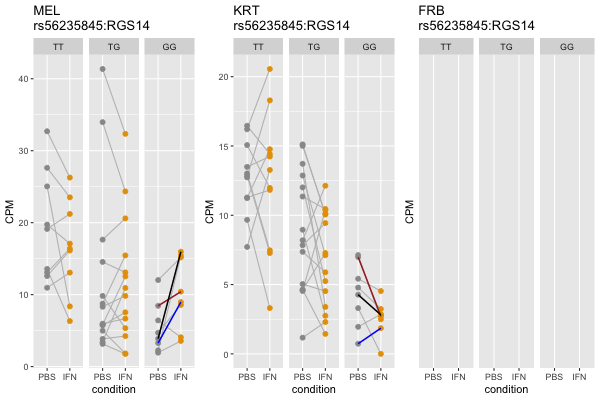 MEL
rs56235845:RGS14
TT TG GG
CPM
40
30
20
10
0
PBS IFN PBS IFN PBS IFN
condition
KRT
rs56235845:RGS14
TT TG GG
CPM
20
15
10
5
0
PBS IFN PBS IFN PBS IFN
condition
FRB
rs56235845:RGS14
TT TG GG
CPM
PBS IFN PBS IFN PBS IFN
condition